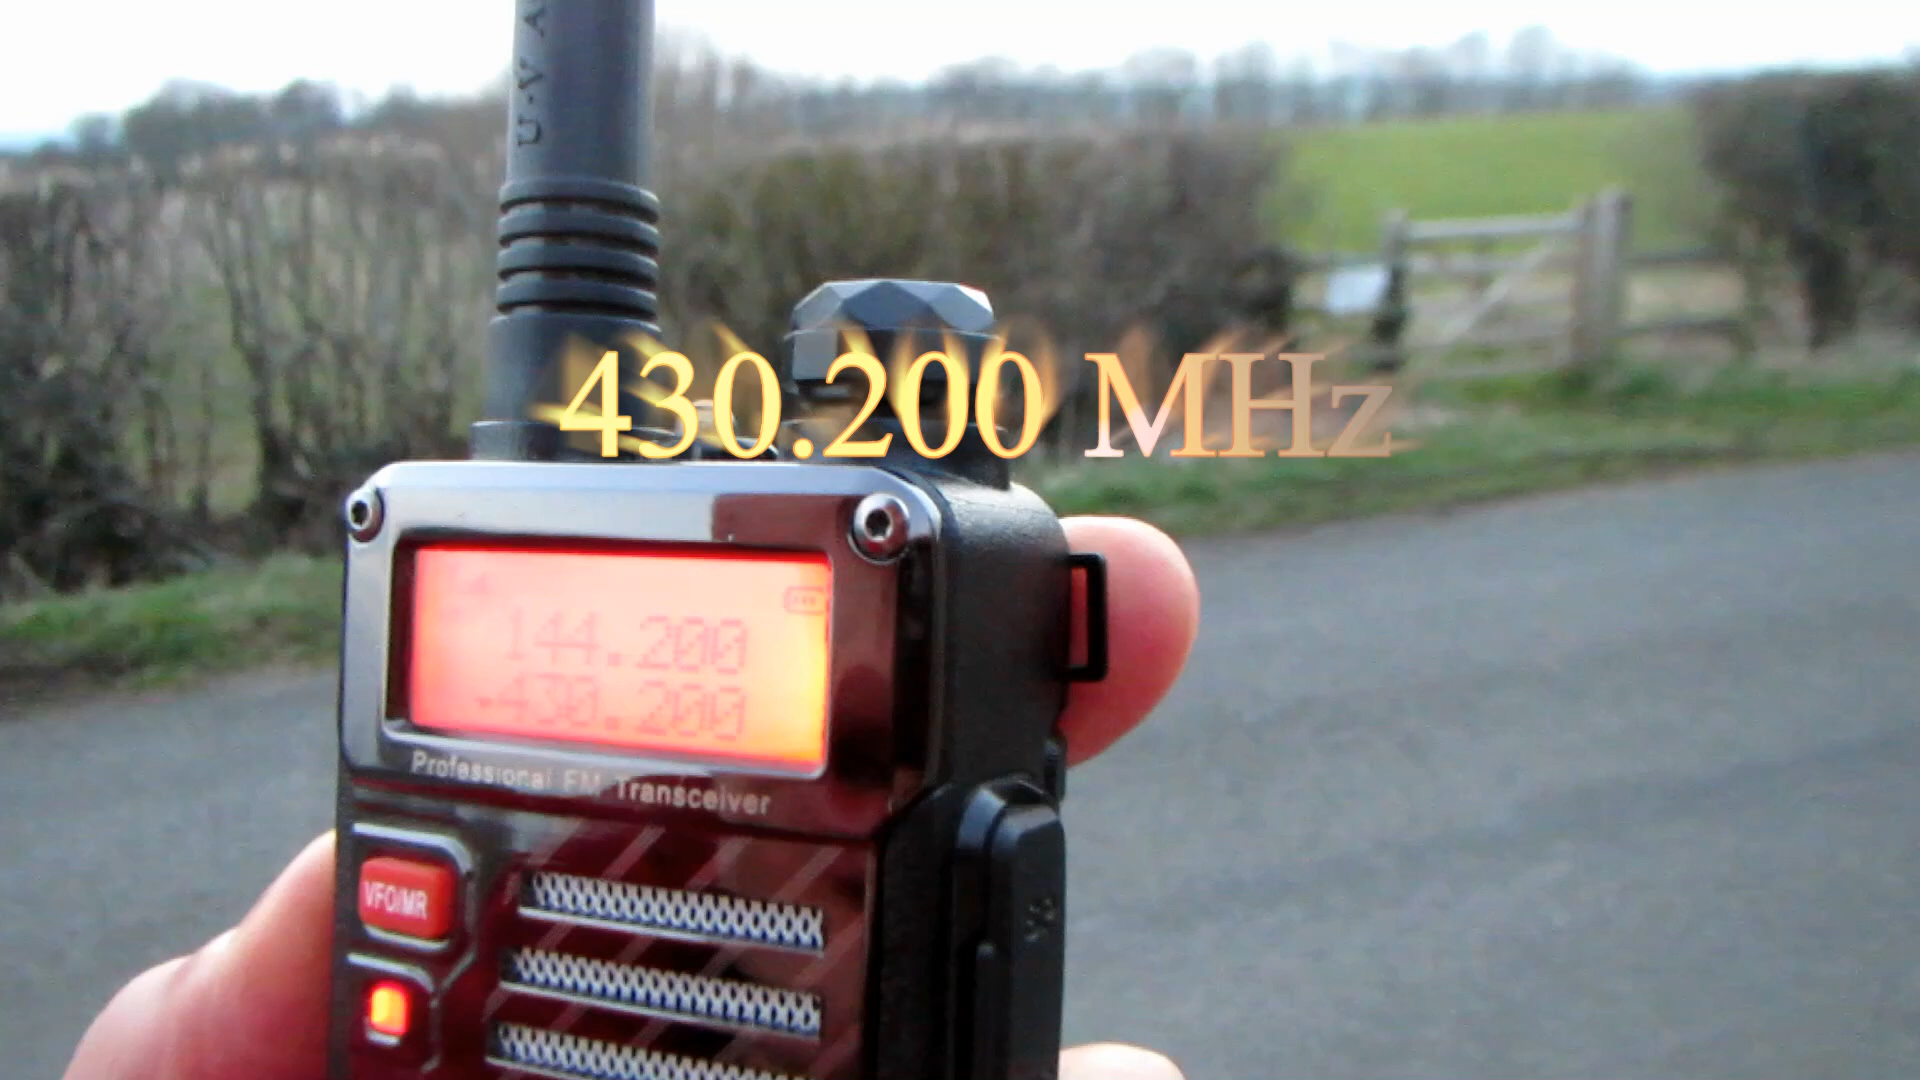 U-V A
430.200 MHz
144.200
430.200
Professional FM Transceiver
VFO/MR